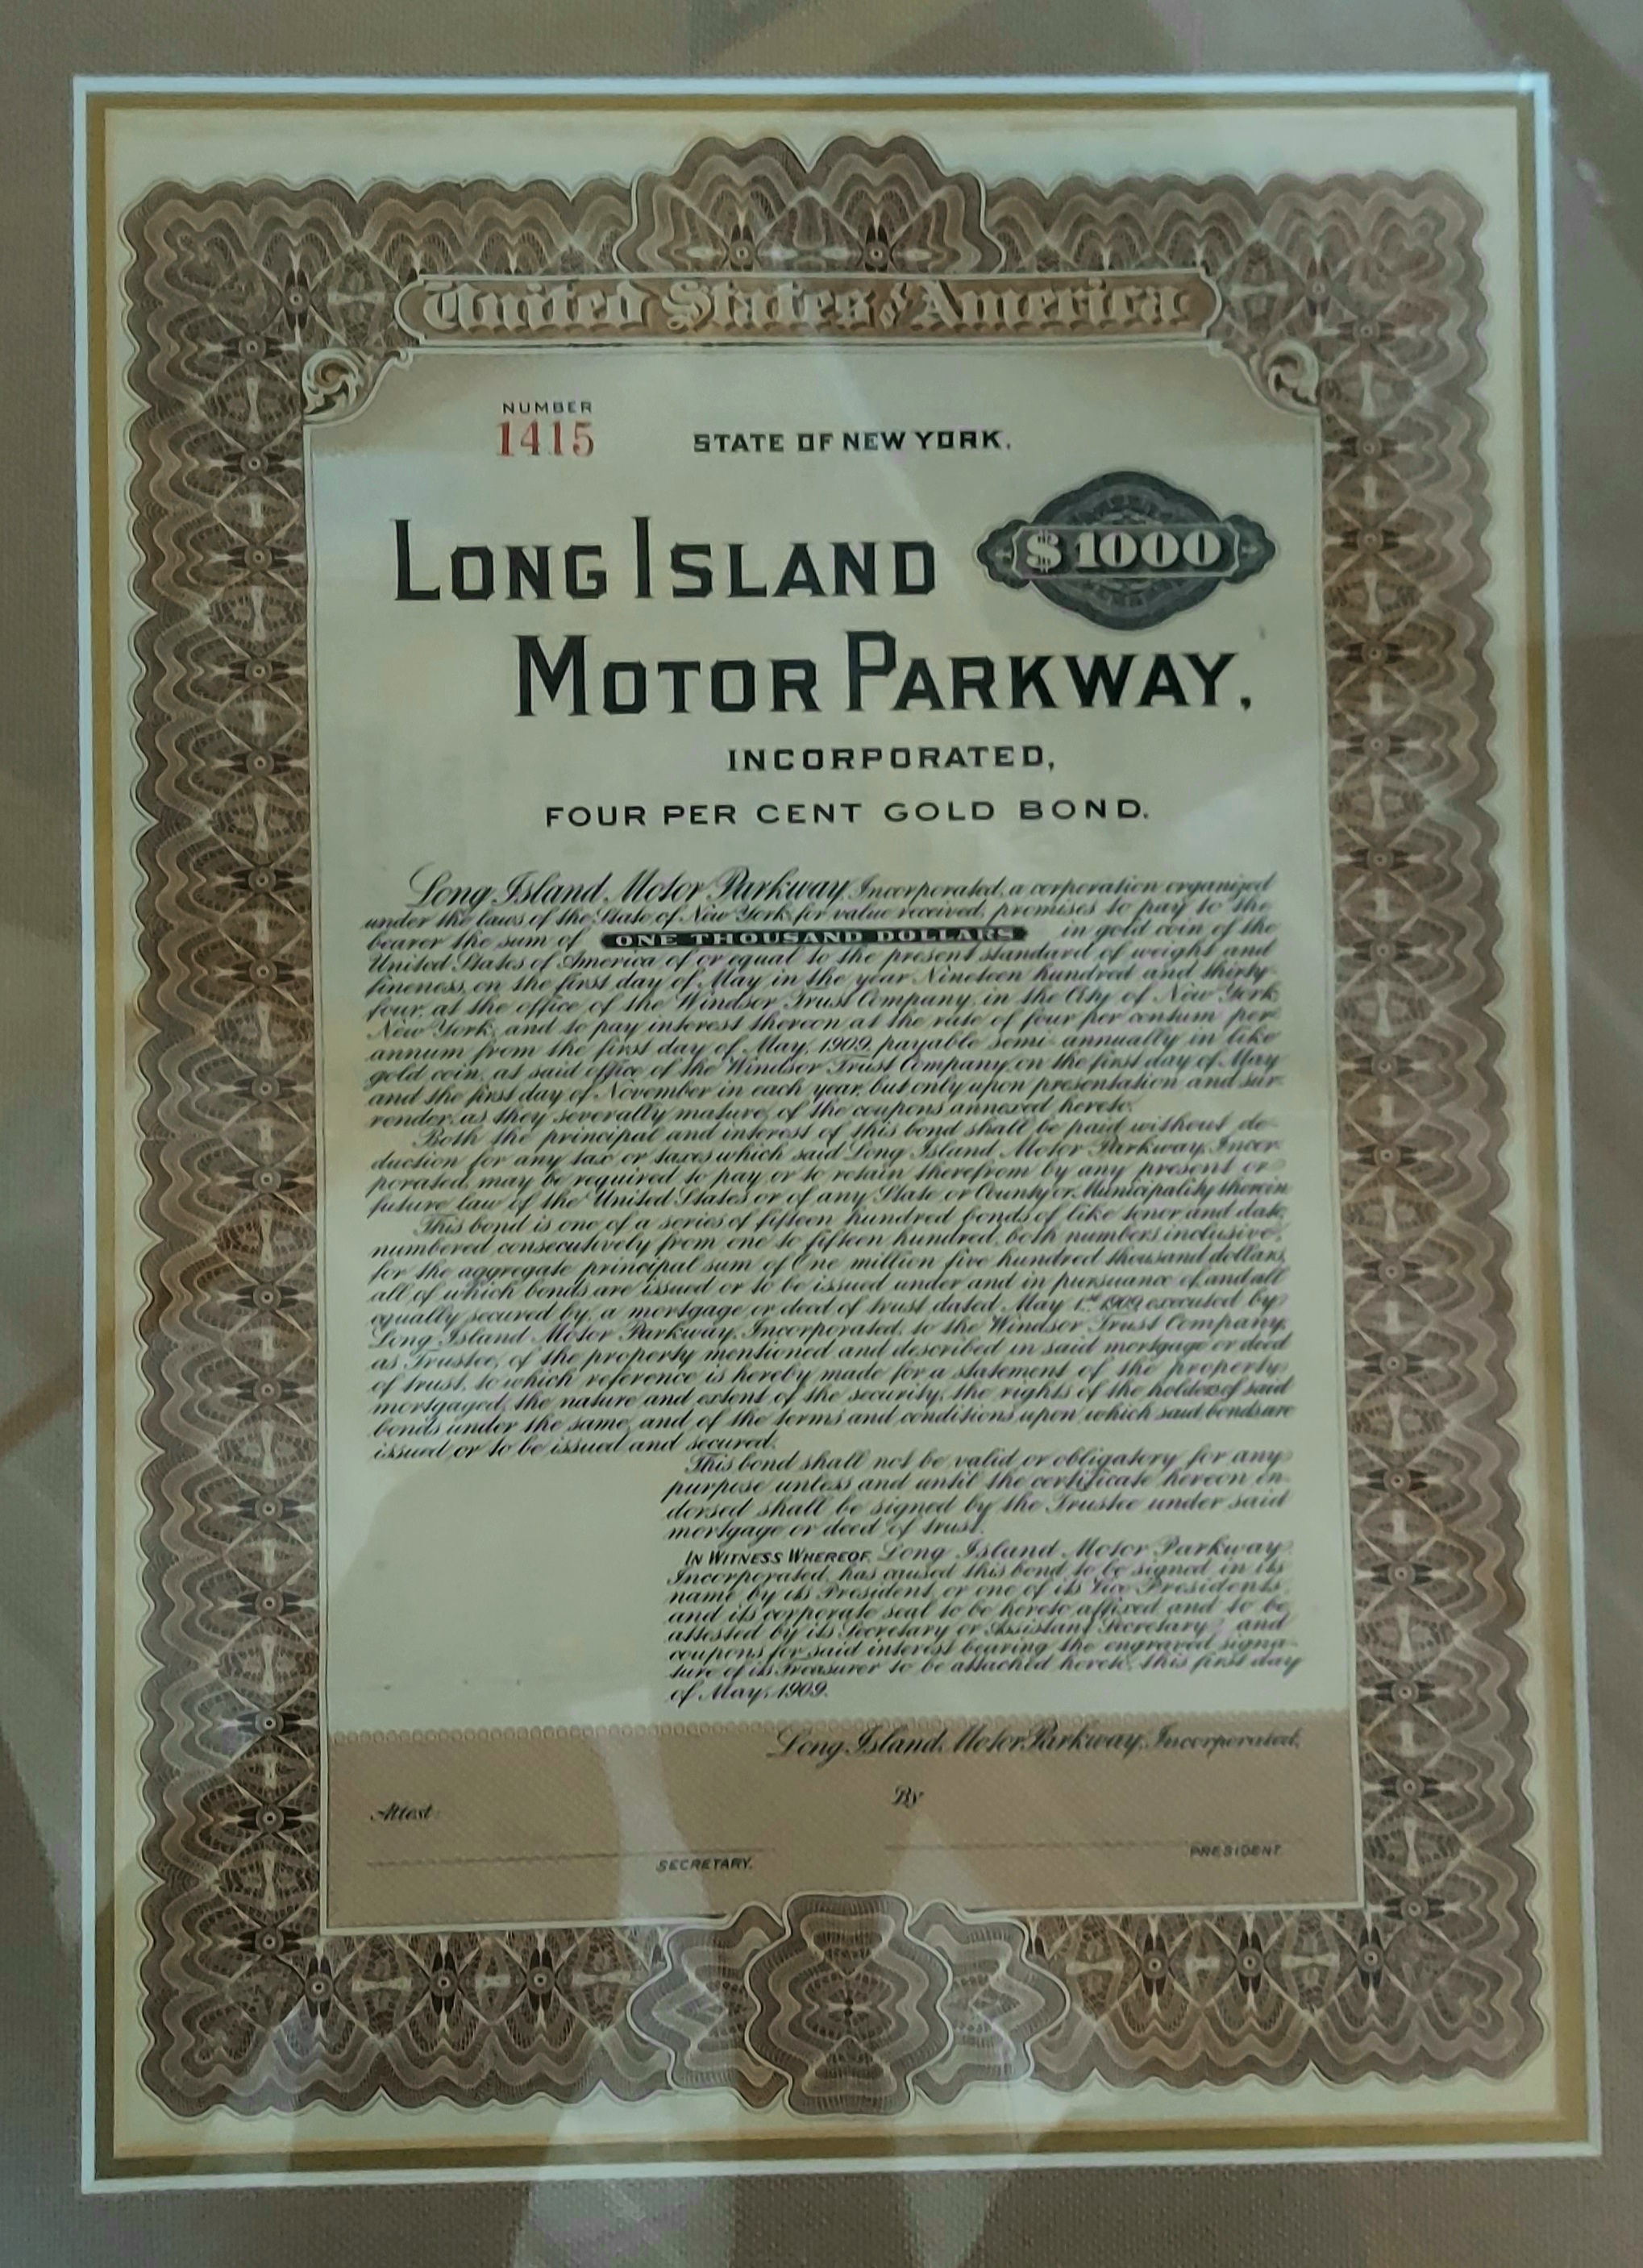 United States of America
NUMBER
1415
STATE OF NEW YORK.
LONG ISLAND
$1000
MOTOR PARKWAY,
INCORPORATED,
FOUR PER CENT GOLD BOND.
Long Island Motor Parkway, Incorporated, a corporation organized
under the laws of the State of New York, for value received, promises to pay to the
bearer the sum of ONE THOUSAND DOLLARS in gold coin of the
United States of America of or equal to the present standard of weight and
fineness, on the first day of May in the year Nineteen hundred and thirty-
four, at the office of the Windsor Trust Company, in the City of New York,
New York, and to pay interest thereon at the rate of four per centum per
annum from the first day of May, 1909, payable semi-annually in like
gold coin, at said office of the Windsor Trust Company, on the first day of May
and the first day of November in each year, but only upon presentation and sur-
render, as they severally mature, of the coupons annexed hereto.
Both the principal and interest of this bond shall be paid without de-
duction for any tax or taxes which said Long Island Motor Parkway, Incor-
porated, may be required to pay or to retain therefrom by any present or
future law of the United States or of any State or County or Municipality therein.
This bond is one of a series of fifteen hundred bonds of like tenor and date,
numbered consecutively from one to fifteen hundred, both numbers inclusive,
for the aggregate principal sum of One million five hundred thousand dollars,
all of which bonds are issued or to be issued under and in pursuance of, and all
equally secured by, a mortgage or deed of trust dated May 1st 1909, executed by
Long Island Motor Parkway, Incorporated, to the Windsor Trust Company,
as Trustee, of the property mentioned and described in said mortgage or deed
of trust, to which reference is hereby made for a statement of the property
mortgaged, the nature and extent of the security, the rights of the holders of said
bonds under the same, and of the terms and conditions upon which said bonds are
issued or to be issued and secured.
This bond shall not be valid or obligatory for any
purpose unless and until the certificate hereon in-
dorsed shall be signed by the Trustee under said
mortgage or deed of trust.
IN WITNESS WHEREOF, Long Island Motor Parkway,
Incorporated, has caused this bond to be signed in its
name by its President, or one of its Vice Presidents,
and its corporate seal to be hereto affixed and to be
attested by its Secretary or Assistant Secretary, and
coupons for said interest bearing the engraved signa-
ture of its Treasurer to be attached hereto, this first day
of May, 1909.
Long Island Motor Parkway, Incorporated,
By
Attest:
PRESIDENT
SECRETARY.